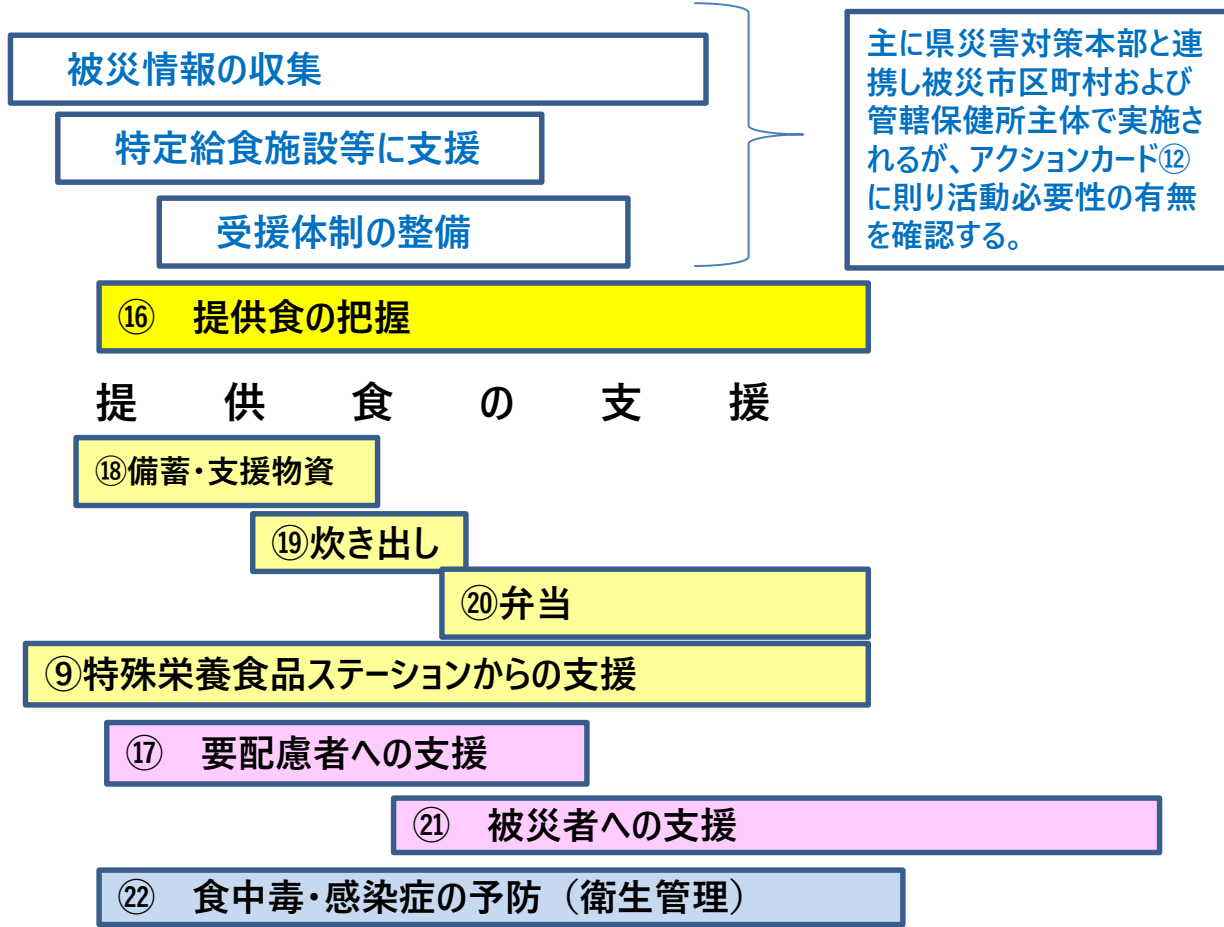 被災情報の収集
特定給食施設等に支援
受援体制の整備
主に県災害対策本部と連
携し被災市区町村および
管轄保健所主体で実施さ
れるが、アクションカード⑫
に則り活動必要性の有無
を確認する。
⑯　提供食の把握
提　供　食　の　支　援
⑱備蓄・支援物資
⑲炊き出し
⑳弁当
⑨特殊栄養食品ステーションからの支援
⑰　要配慮者への支援
㉑　被災者への支援
㉒　食中毒・感染症の予防（衛生管理）